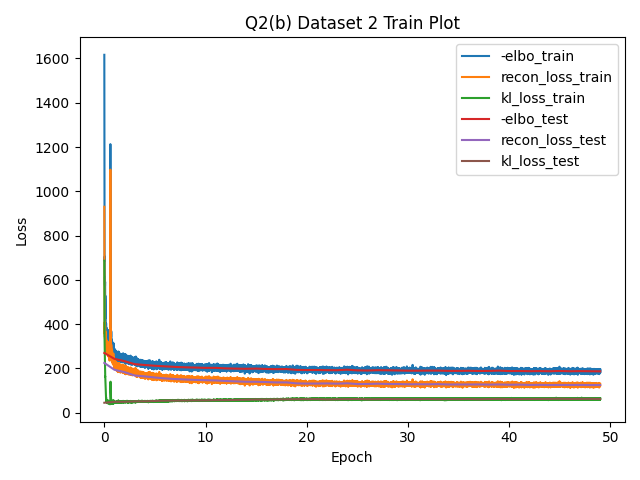 Q2(b) Dataset 2 Train Plot
-elbo_train
recon_loss_train
kl_loss_train
-elbo_test
recon_loss_test
kl_loss_test
1600
1400
1200
1000
800
600
400
200
0
Loss
0 10 20 30 40 50
Epoch